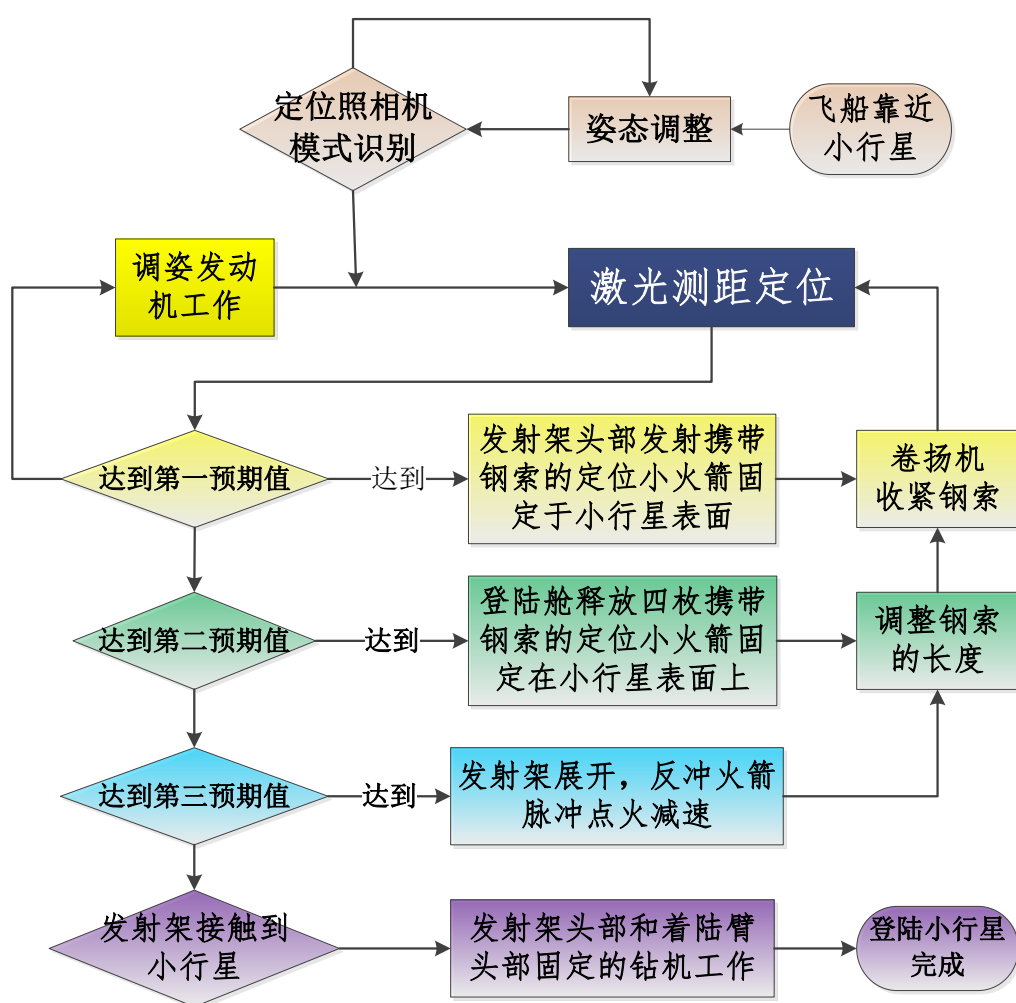 定位照相机
模式识别
姿态调整
飞船靠近
小行星
调姿发动
机工作
激光测距定位
达到第一预期值
达到
发射架头部发射携带
钢索的定位小火箭固
定于小行星表面
卷扬机
收紧钢索
达到第二预期值
达到
登陆舱释放四枚携带
钢索的定位小火箭固
定在小行星表面上
调整钢索
的长度
达到第三预期值
达到
发射架展开，反冲火箭
脉冲点火减速
发射架接触到
小行星
发射架头部和着陆臂
头部固定的钻机工作
登陆小行星
完成